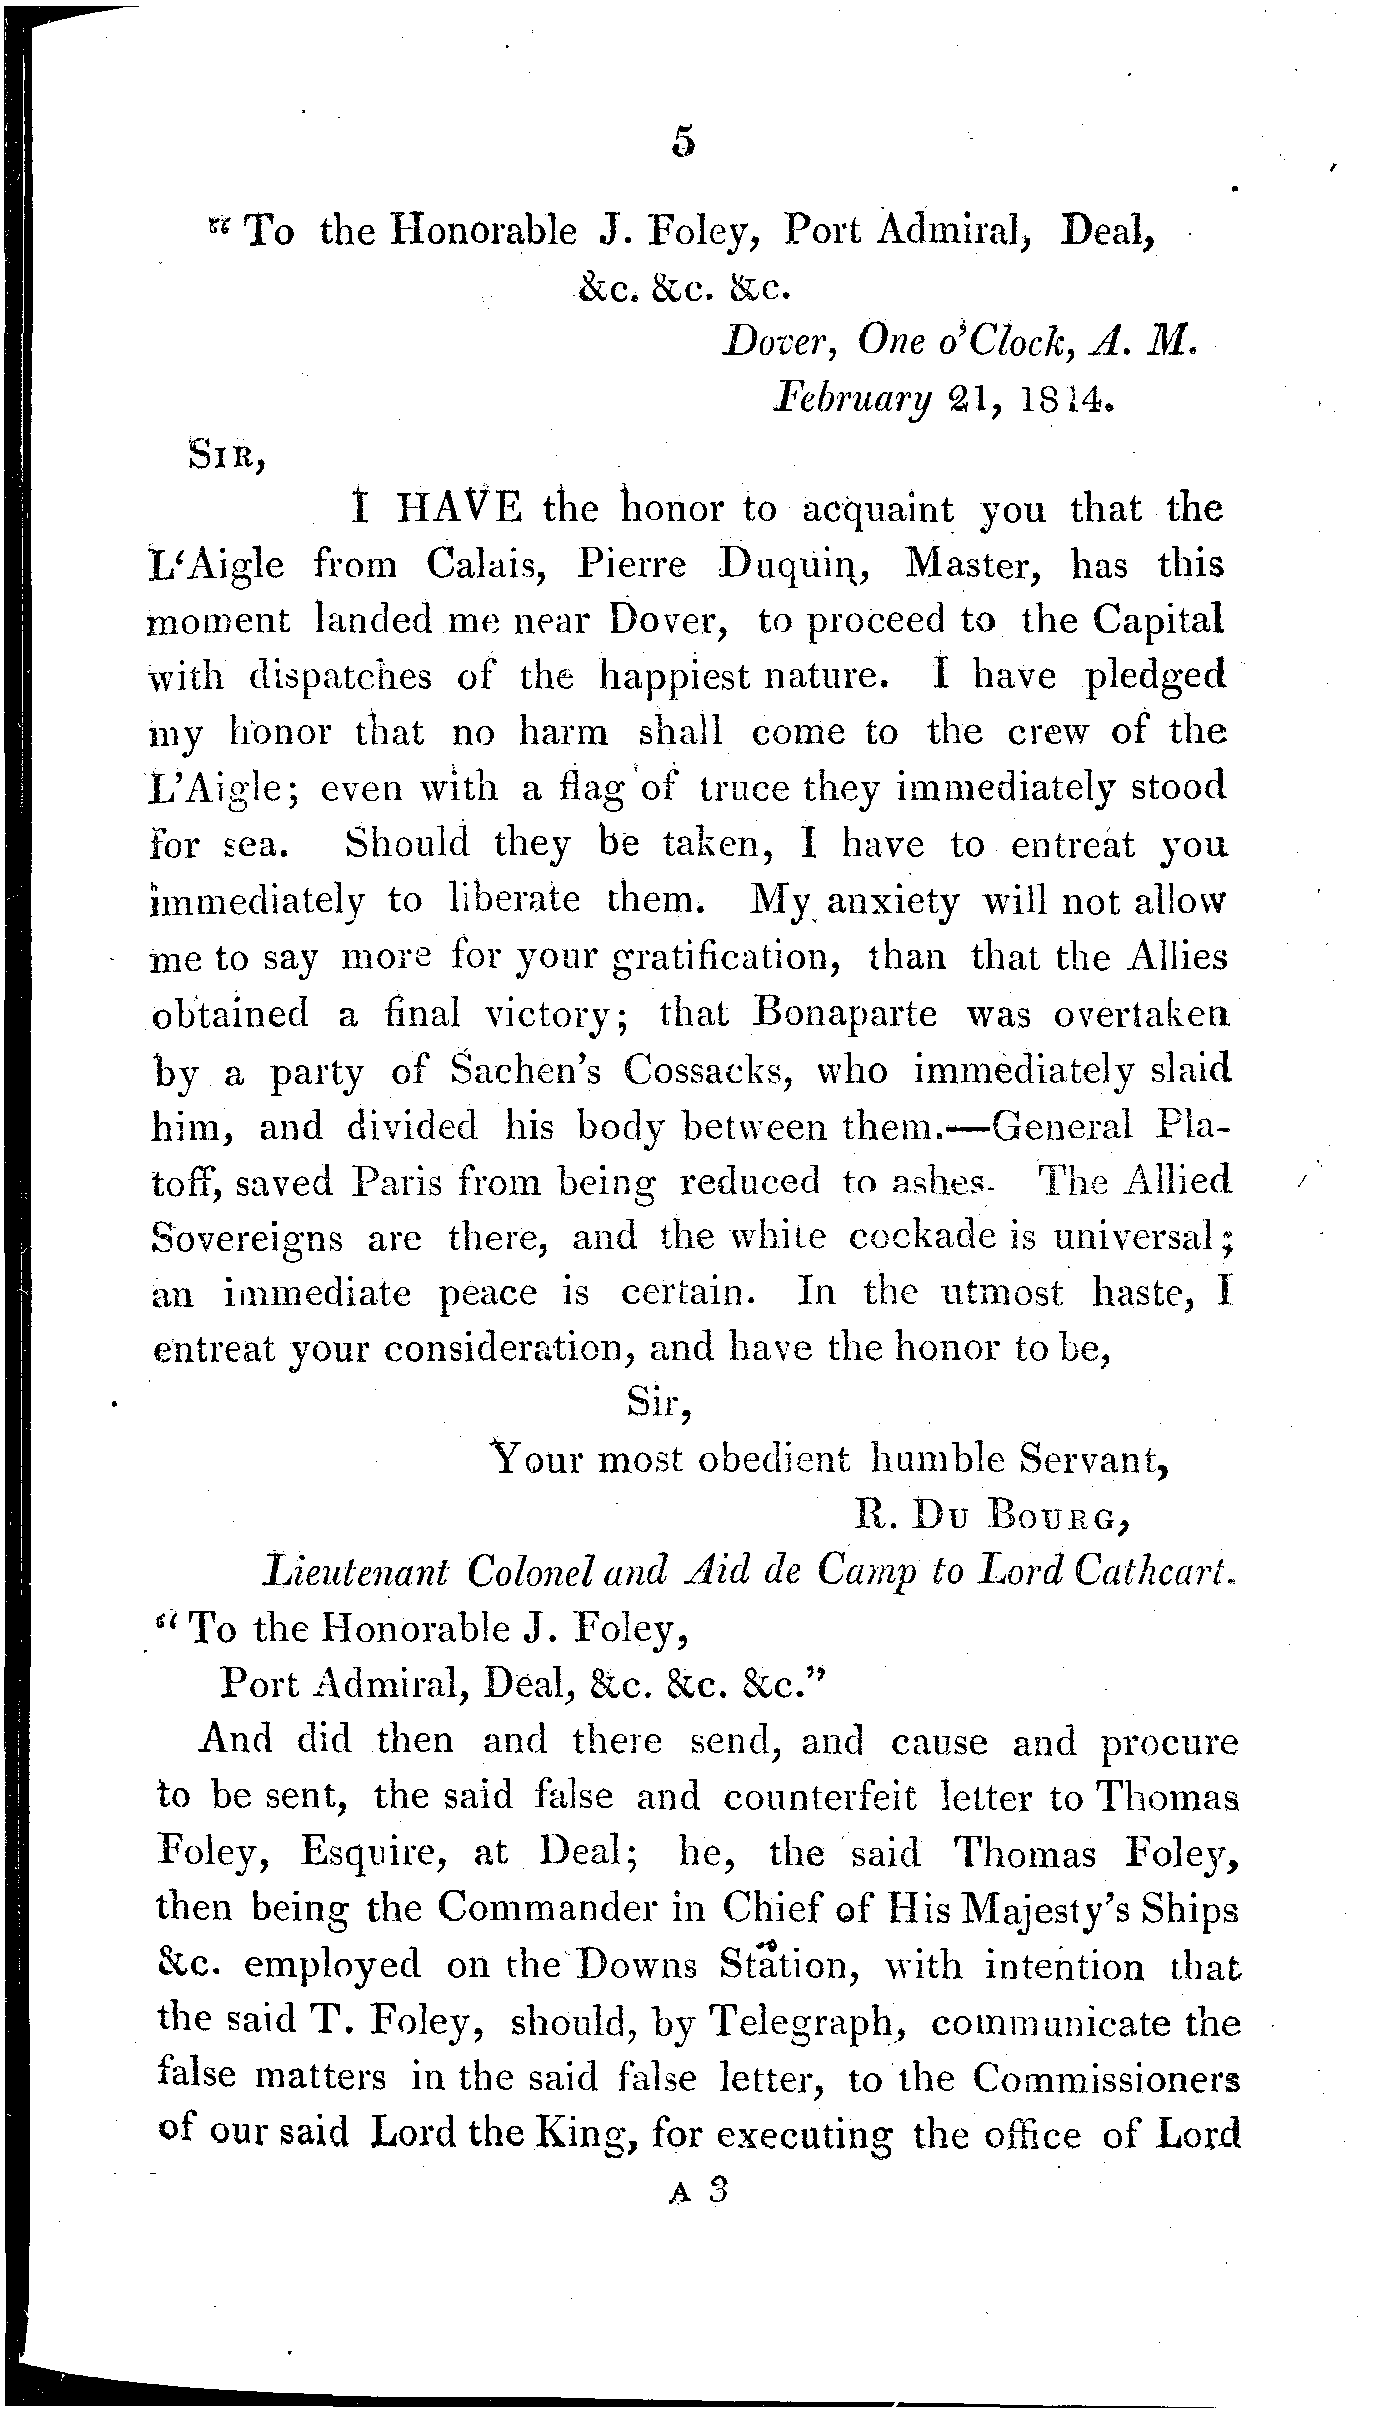 5
" To the Honorable J. Foley, Port Admiral, Deal,
&c. &c. &c.
Dover, One o'Clock, A. M.
February 21, 1814.
SIR,
I HAVE the honor to acquaint you that the
L'Aigle from Calais, Pierre Duquin, Master, has this
moment landed me near Dover, to proceed to the Capital
with dispatches of the happiest nature. I have pledged
my honor that no harm shall come to the crew of the
L'Aigle; even with a flag of truce they immediately stood
for sea. Should they be taken, I have to entreat you
immediately to liberate them. My anxiety will not allow
me to say more for your gratification, than that the Allies
obtained a final victory; that Bonaparte was overtaken
by a party of Sachen's Cossacks, who immediately slaid
him, and divided his body between them.—General Pla-
toff, saved Paris from being reduced to ashes. The Allied
Sovereigns are there, and the white cockade is universal;
an immediate peace is certain. In the utmost haste, I
entreat your consideration, and have the honor to be,
Sir,
Your most obedient humble Servant,
R. DU BOURG,
Lieutenant Colonel and Aid de Camp to Lord Cathcart.
" To the Honorable J. Foley,
Port Admiral, Deal, &c. &c. &c."
And did then and there send, and cause and procure
to be sent, the said false and counterfeit letter to Thomas
Foley, Esquire, at Deal; he, the said Thomas Foley,
then being the Commander in Chief of His Majesty's Ships
&c. employed on the Downs Station, with intention that
the said T. Foley, should, by Telegraph, communicate the
false matters in the said false letter, to the Commissioners
of our said Lord the King, for executing the office of Lord
A 3